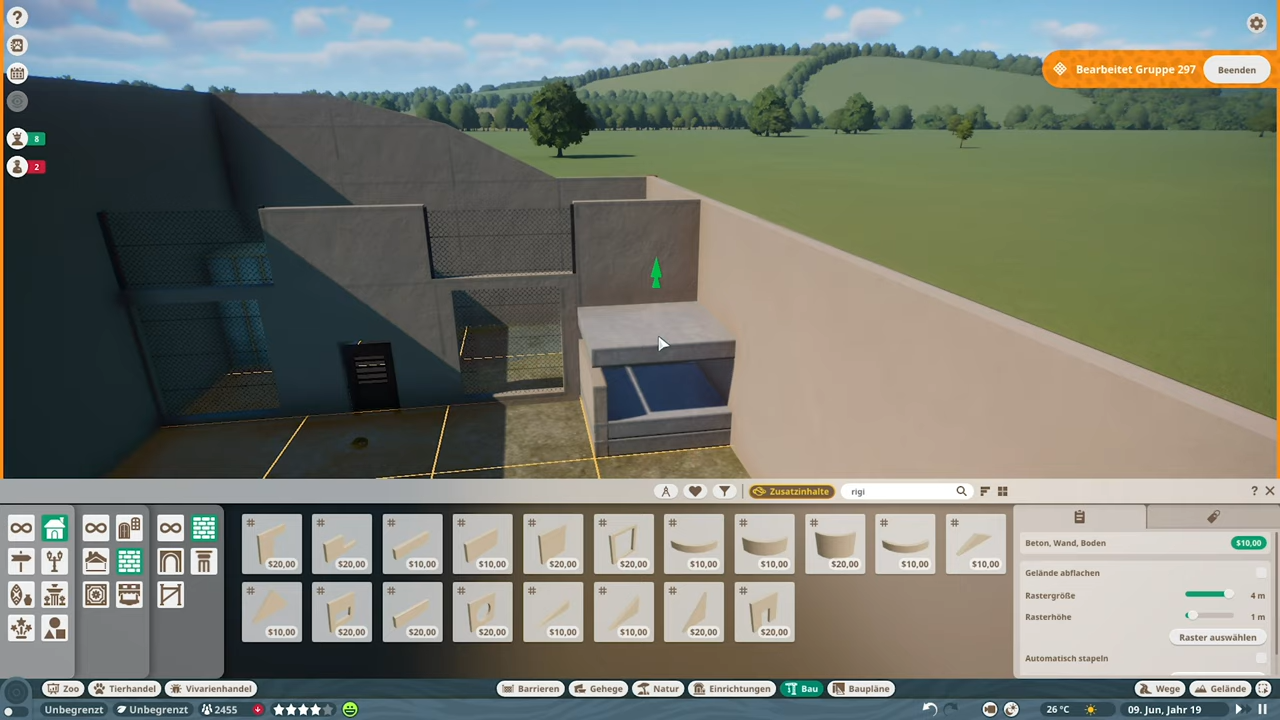 ?
Bearbeitet Gruppe 297
Beenden
8
2
Zusatzinhalte
rigi
? ×
$20,00 $20,00 $10,00 $20,00 $20,00 $20,00 $10,00 $10,00 $20,00 $10,00 $10,00
$10,00 $20,00 $20,00 $20,00 $10,00 $10,00 $20,00 $20,00
Beton, Wand, Boden $10,00
Gelände abflachen
Rastergröße 4 m
Rasterhöhe 1 m
Raster auswählen
Automatisch stapeln
Zoo Tierhandel Vivarienhandel Barrieren Gehege Natur Einrichtungen Bau Baupläne Wege Gelände
Unbegrenzt Unbegrenzt 2455 26 °C 09. Jun, Jahr 19